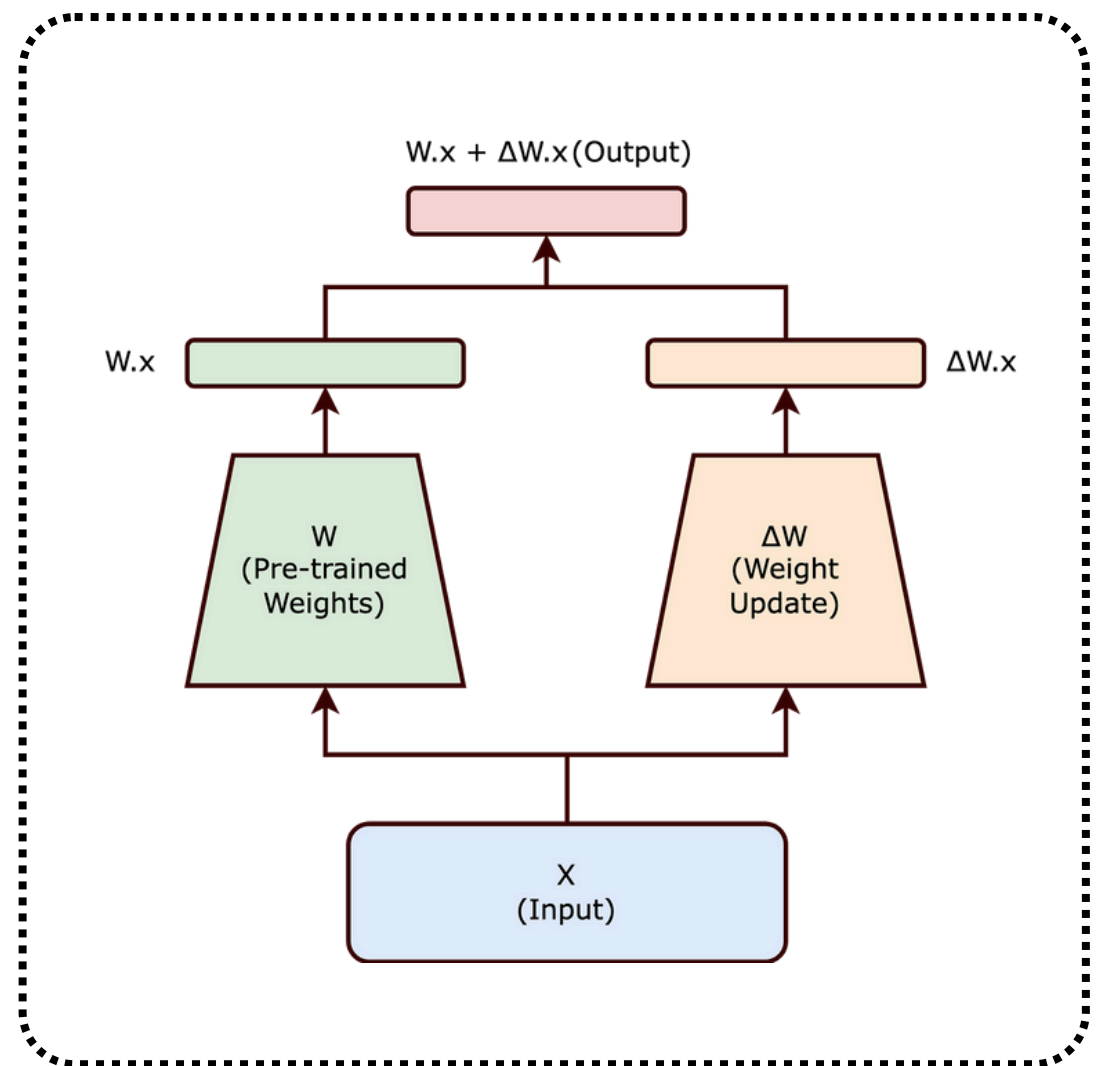 W.x + ΔW.x(Output)
W.x
ΔW.x
W
(Pre-trained
Weights)
ΔW
(Weight
Update)
X
(Input)